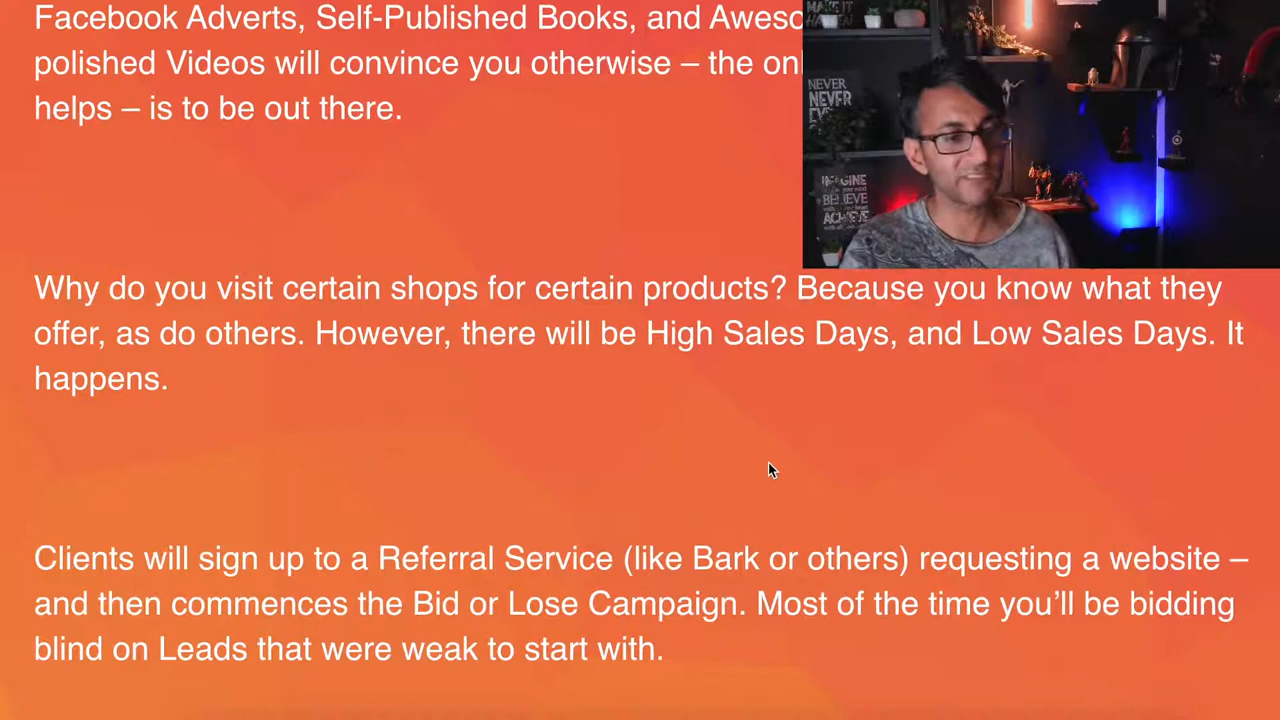 Facebook Adverts, Self-Published Books, and
polished Videos will convince you otherwise – the
helps – is to be out there.
MAKE IT
HAPPEN
NEVER
NEVER
EVER
IMAGINE
BELIEVE
ACHIEVE
Why do you visit certain shops for certain products? Because you know what they
offer, as do others. However, there will be High Sales Days, and Low Sales Days. It
happens.
Clients will sign up to a Referral Service (like Bark or others) requesting a website –
and then commences the Bid or Lose Campaign. Most of the time you’ll be bidding
blind on Leads that were weak to start with.